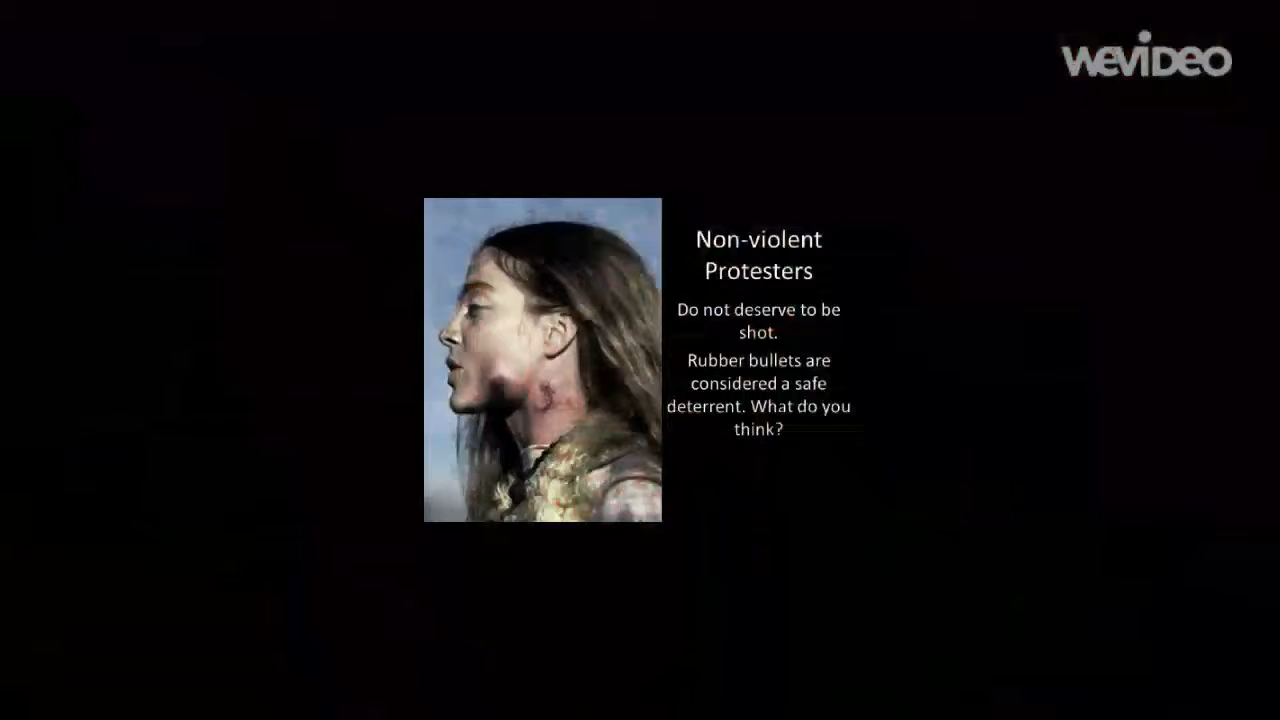 WEVIDEO
Non-violent
Protesters
Do not deserve to be
shot.
Rubber bullets are
considered a safe
deterrent. What do you
think?